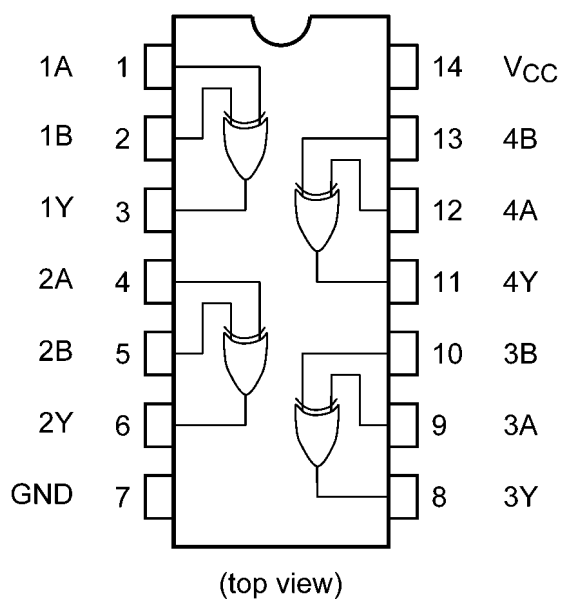 1A 1 14 VCC
1B 2 13 4B
1Y 3 12 4A
2A 4 11 4Y
2B 5 10 3B
2Y 6 9 3A
GND 7 8 3Y
(top view)